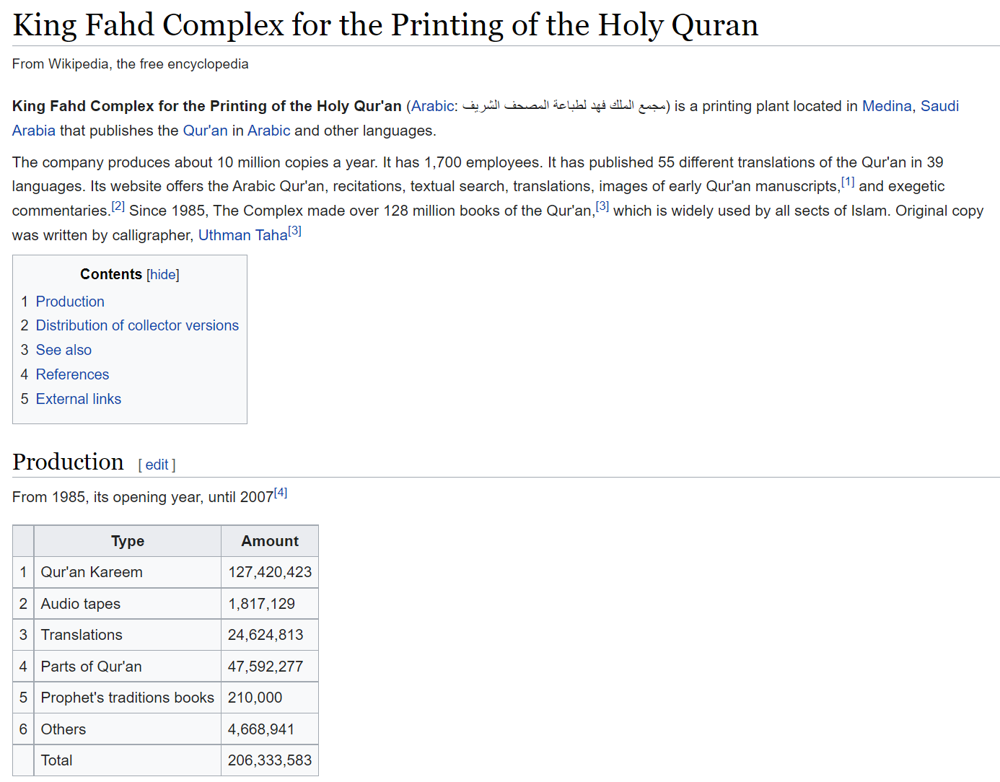 King Fahd Complex for the Printing of the Holy Quran
From Wikipedia, the free encyclopedia
King Fahd Complex for the Printing of the Holy Qur'an (Arabic: مجمع الملك فهد لطباعة المصحف الشريف) is a printing plant located in Medina, Saudi
Arabia that publishes the Qur'an in Arabic and other languages.
The company produces about 10 million copies a year. It has 1,700 employees. It has published 55 different translations of the Qur'an in 39
languages. Its website offers the Arabic Qur'an, recitations, textual search, translations, images of early Qur'an manuscripts,[1] and exegetic
commentaries.[2] Since 1985, The Complex made over 128 million books of the Qur'an,[3] which is widely used by all sects of Islam. Original copy
was written by calligrapher, Uthman Taha[3]
Contents [hide]
1 Production
2 Distribution of collector versions
3 See also
4 References
5 External links
Production [ edit ]
From 1985, its opening year, until 2007[4]
Type Amount
1 Qur'an Kareem 127,420,423
2 Audio tapes 1,817,129
3 Translations 24,624,813
4 Parts of Qur'an 47,592,277
5 Prophet's traditions books 210,000
6 Others 4,668,941
Total 206,333,583